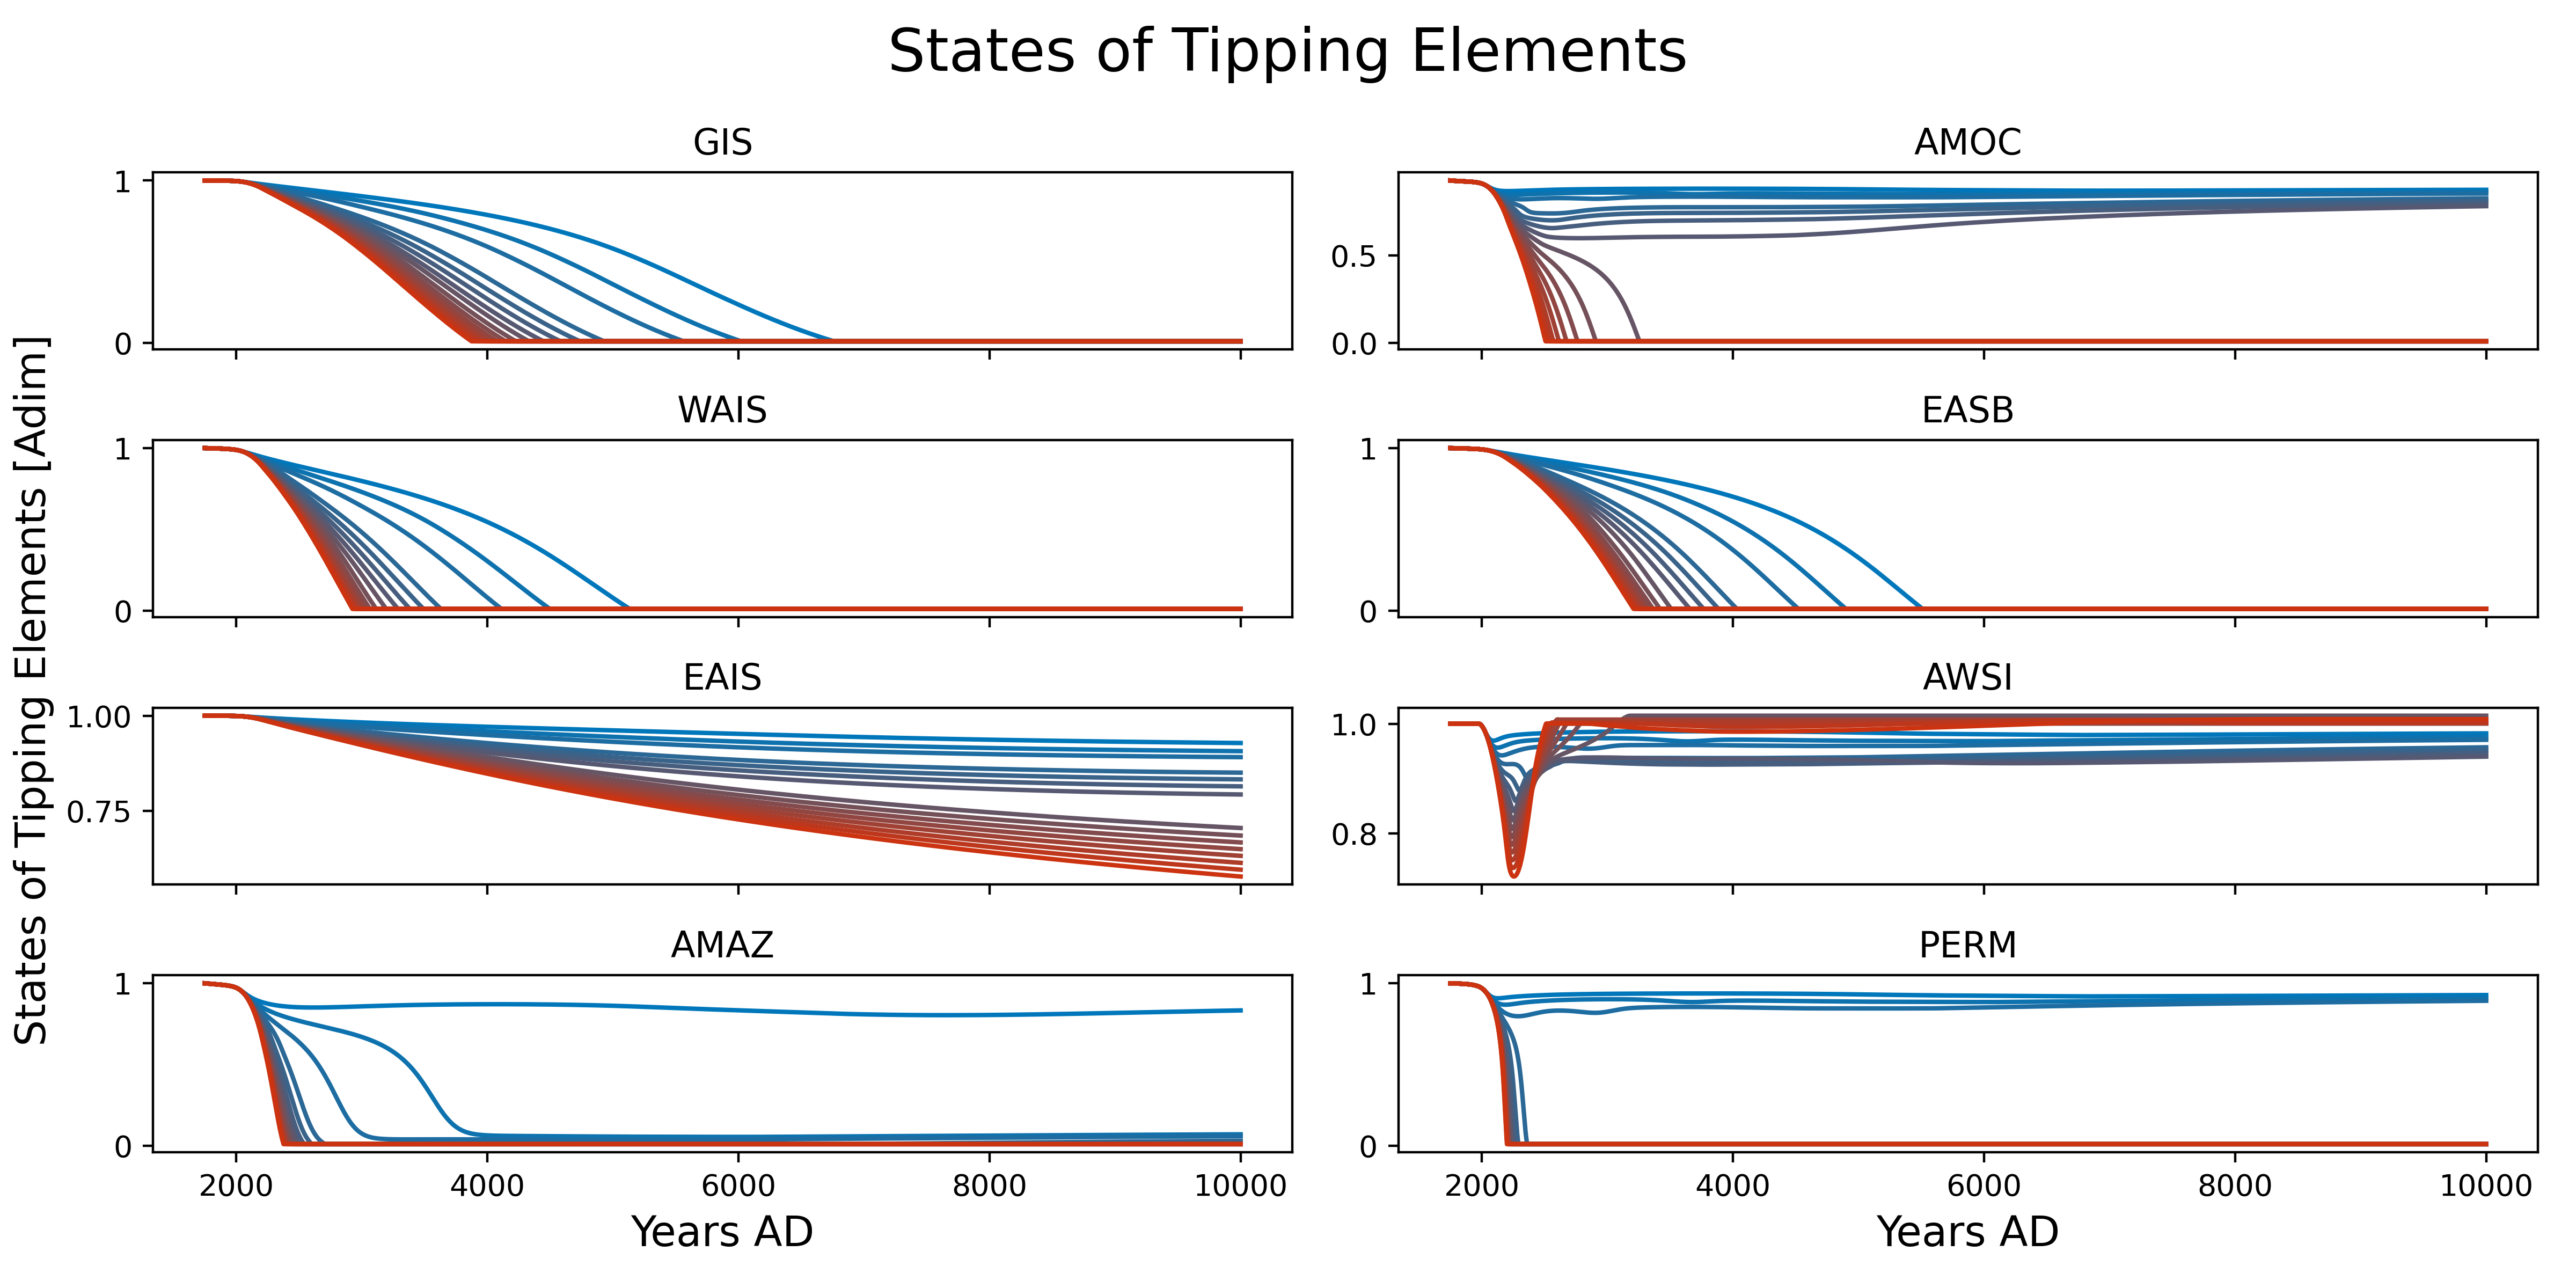 States of Tipping Elements
States of Tipping Elements [Adim]
GIS
1
0
AMOC
0.5
0.0
WAIS
1
0
EASB
1
0
EAIS
1.00
0.75
AWSI
1.0
0.8
AMAZ
1
0
2000 4000 6000 8000 10000
Years AD
PERM
1
0
2000 4000 6000 8000 10000
Years AD